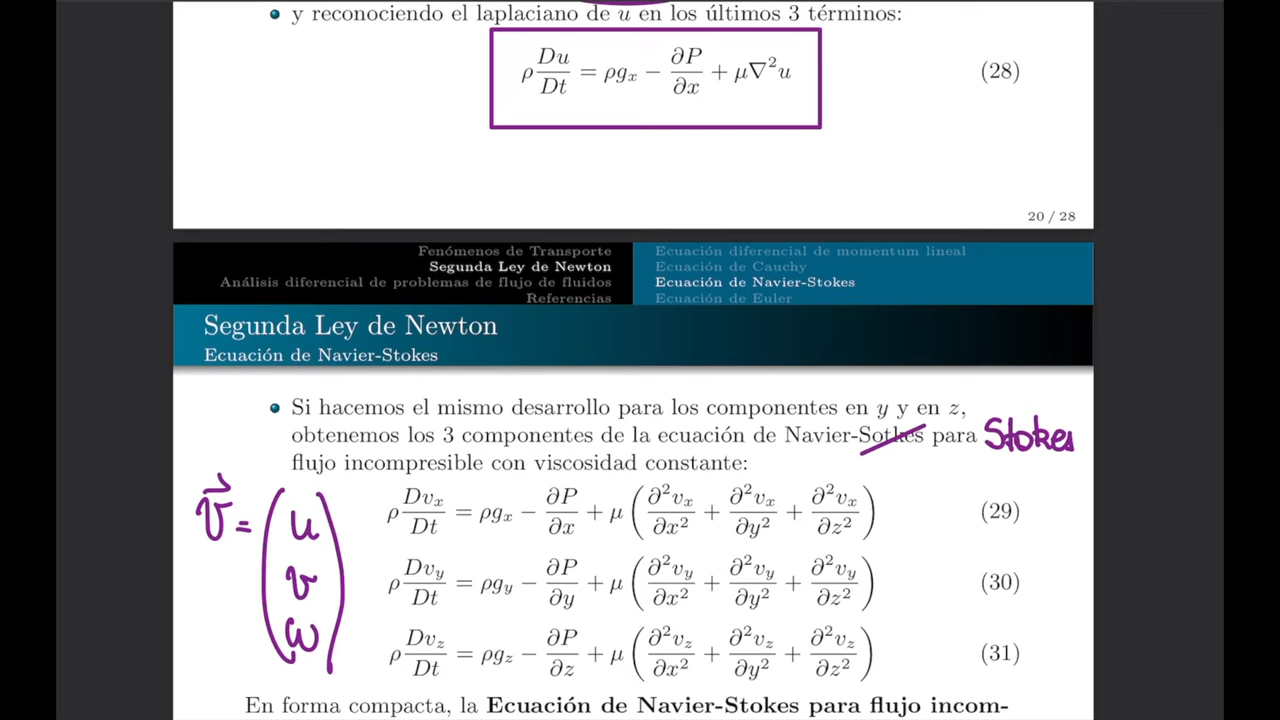 y reconociendo el laplaciano de u en los últimos 3 términos:
ρ Du/Dt = ρgₓ − ∂P/∂x + μ∇²u (28)
20 / 28
Fenómenos de Transporte
Segunda Ley de Newton
Análisis diferencial de problemas de flujo de fluidos
Referencias
Ecuación diferencial de momentum lineal
Ecuación de Cauchy
Ecuación de Navier-Stokes
Ecuación de Euler
Segunda Ley de Newton
Ecuación de Navier-Stokes
Si hacemos el mismo desarrollo para los componentes en y y en z,
obtenemos los 3 componentes de la ecuación de Navier-Sotkes para Stokes
flujo incompresible con viscosidad constante:
v⃗ = (u v w)
ρ Dvₓ/Dt = ρgₓ − ∂P/∂x + μ (∂²vₓ/∂x² + ∂²vₓ/∂y² + ∂²vₓ/∂z²) (29)
ρ Dv_y/Dt = ρg_y − ∂P/∂y + μ (∂²v_y/∂x² + ∂²v_y/∂y² + ∂²v_y/∂z²) (30)
ρ Dv_z/Dt = ρg_z − ∂P/∂z + μ (∂²v_z/∂x² + ∂²v_z/∂y² + ∂²v_z/∂z²) (31)
En forma compacta, la Ecuación de Navier-Stokes para flujo incom-